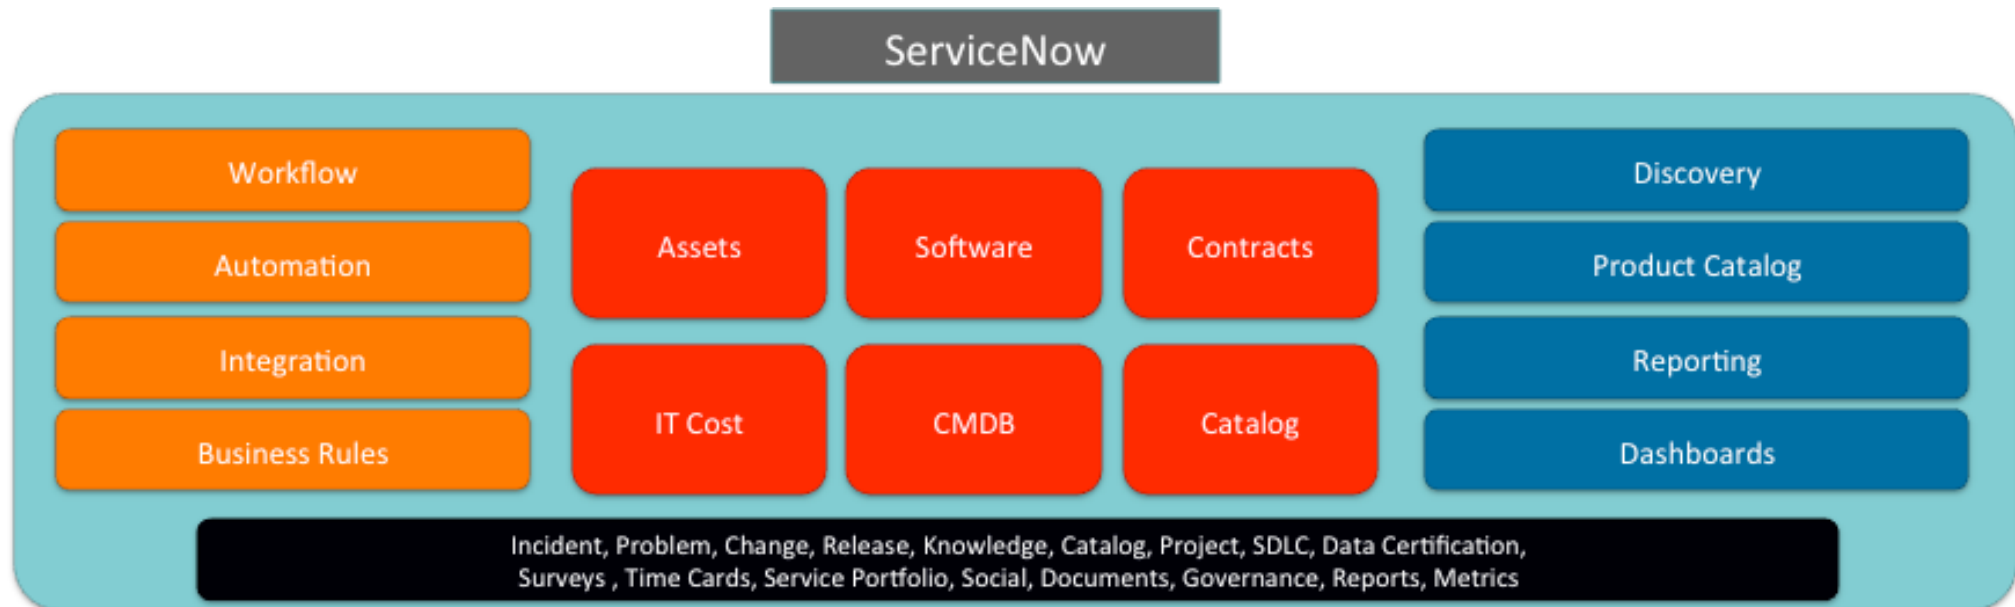 ServiceNow
Workflow
Automation
Integration
Business Rules
Assets
Software
Contracts
IT Cost
CMDB
Catalog
Discovery
Product Catalog
Reporting
Dashboards
Incident, Problem, Change, Release, Knowledge, Catalog, Project, SDLC, Data Certification,
Surveys , Time Cards, Service Portfolio, Social, Documents, Governance, Reports, Metrics